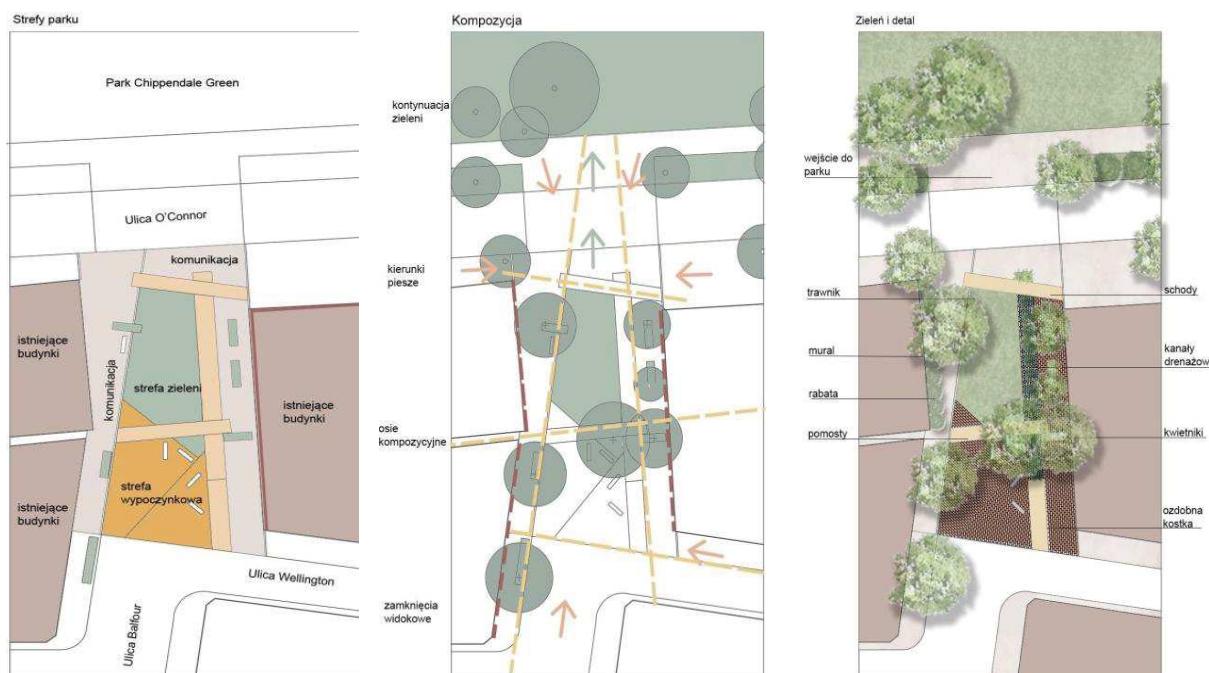 Strefy parku
Park Chippendale Green
Ulica O'Connor
komunikacja
istniejące
budynki
komunikacja
strefa zieleni
istniejące
budynki
strefa
wypoczynkowa
istniejące
budynki
Ulica Wellington
Ulica Balfour
Kompozycja
kontynuacja
zieleni
kierunki
piesze
osie
kompozycyjne
zamknięcia
widokowe
Zieleń i detal
wejście do
parku
trawnik
mural
rabata
pomosty
schody
kanały
drenażow
kwietniki
ozdobna
kostka